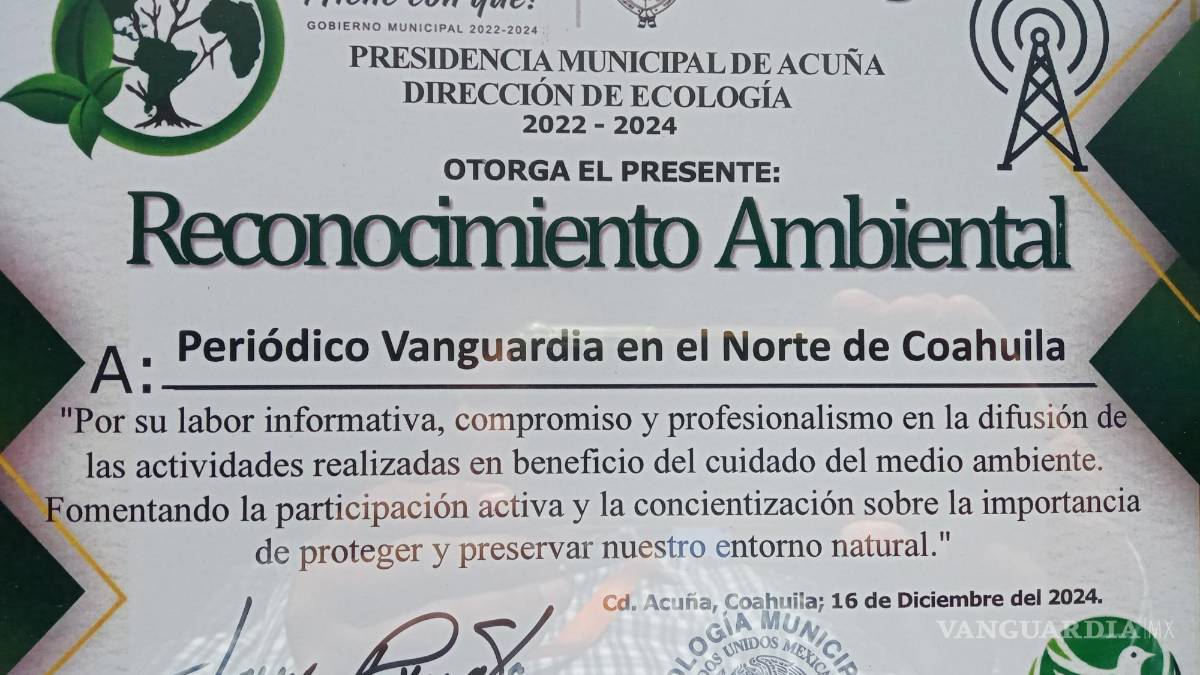 GOBIERNO MUNICIPAL 2022-2024
PRESIDENCIA MUNICIPAL DE ACUÑA
DIRECCIÓN DE ECOLOGÍA
2022 - 2024
OTORGA EL PRESENTE:
Reconocimiento Ambiental
A: Periódico Vanguardia en el Norte de Coahuila
"Por su labor informativa, compromiso y profesionalismo en la difusión de
las actividades realizadas en beneficio del cuidado del medio ambiente.
Fomentando la participación activa y la concientización sobre la importancia
de proteger y preservar nuestro entorno natural."
Cd. Acuña, Coahuila; 16 de Diciembre del 2024.
VANGUARDIA MX